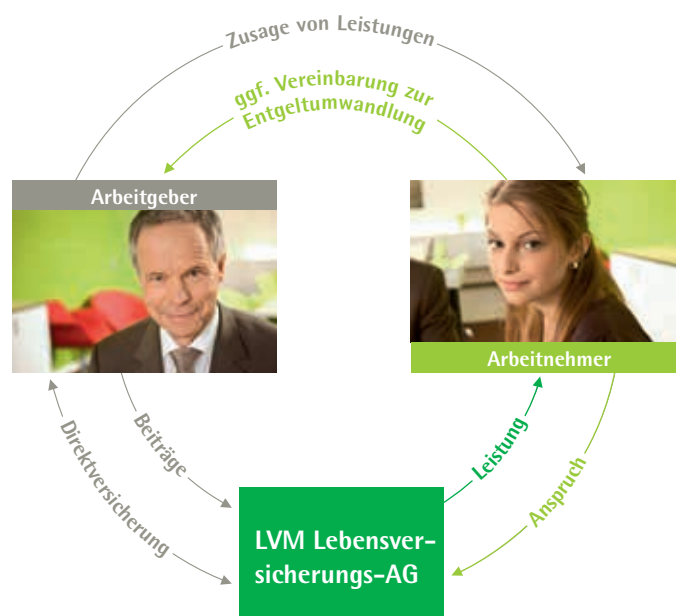 Zusage von Leistungen
ggf. Vereinbarung zur
Entgeltumwandlung
Arbeitgeber
Arbeitnehmer
Direktversicherung
Beiträge
Leistung
Anspruch
LVM Lebensver-
sicherungs-AG